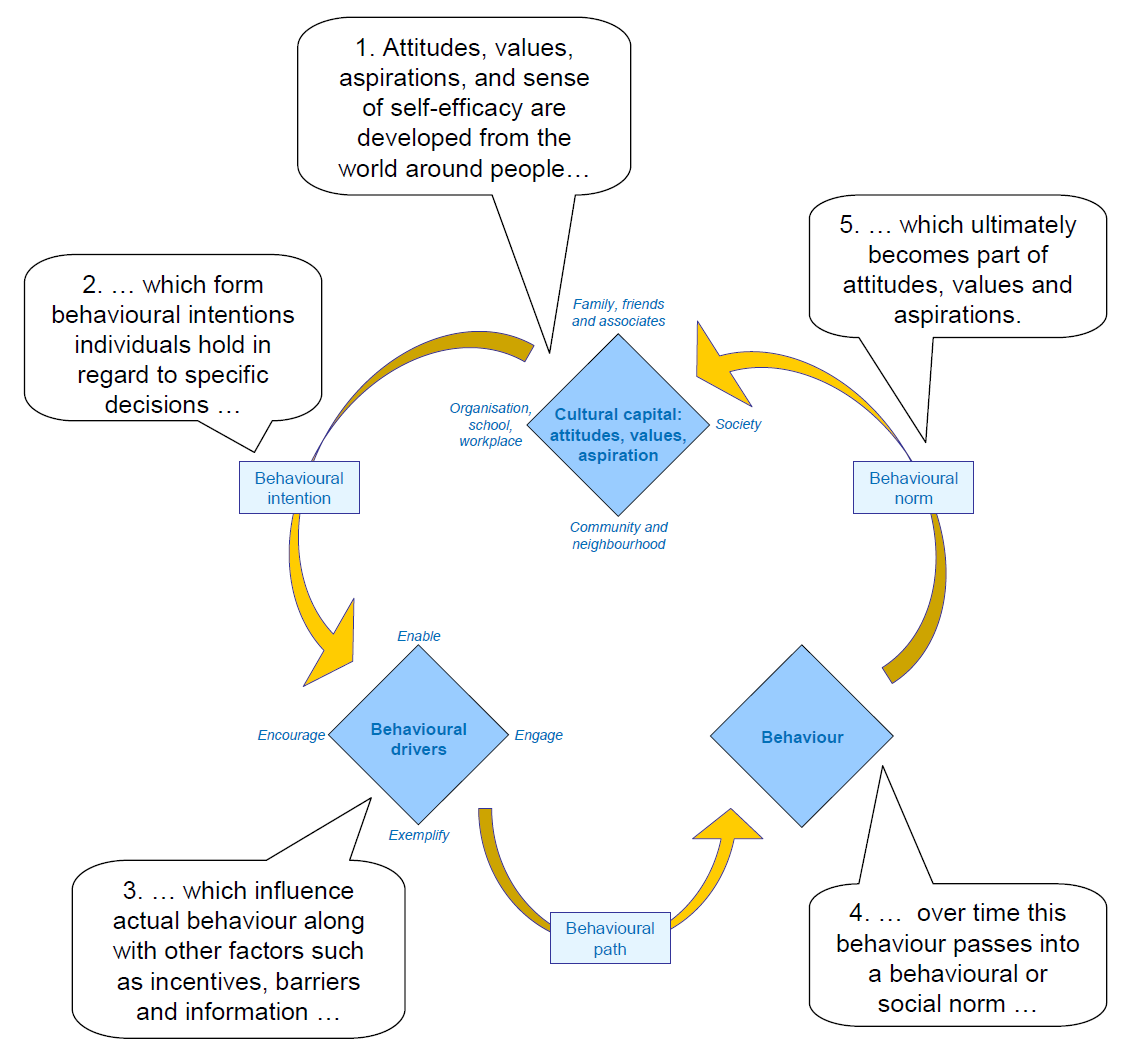 1. Attitudes, values,
aspirations, and sense
of self-efficacy are
developed from the
world around people…
2. … which form
behavioural intentions
individuals hold in
regard to specific
decisions …
5. … which ultimately
becomes part of
attitudes, values and
aspirations.
Family, friends
and associates
Organisation,
school,
workplace
Cultural capital:
attitudes, values,
aspiration
Society
Community and
neighbourhood
Behavioural
intention
Behavioural
norm
Enable
Encourage
Behavioural
drivers
Engage
Exemplify
Behaviour
Behavioural
path
3. … which influence
actual behaviour along
with other factors such
as incentives, barriers
and information …
4. … over time this
behaviour passes into
a behavioural or
social norm …